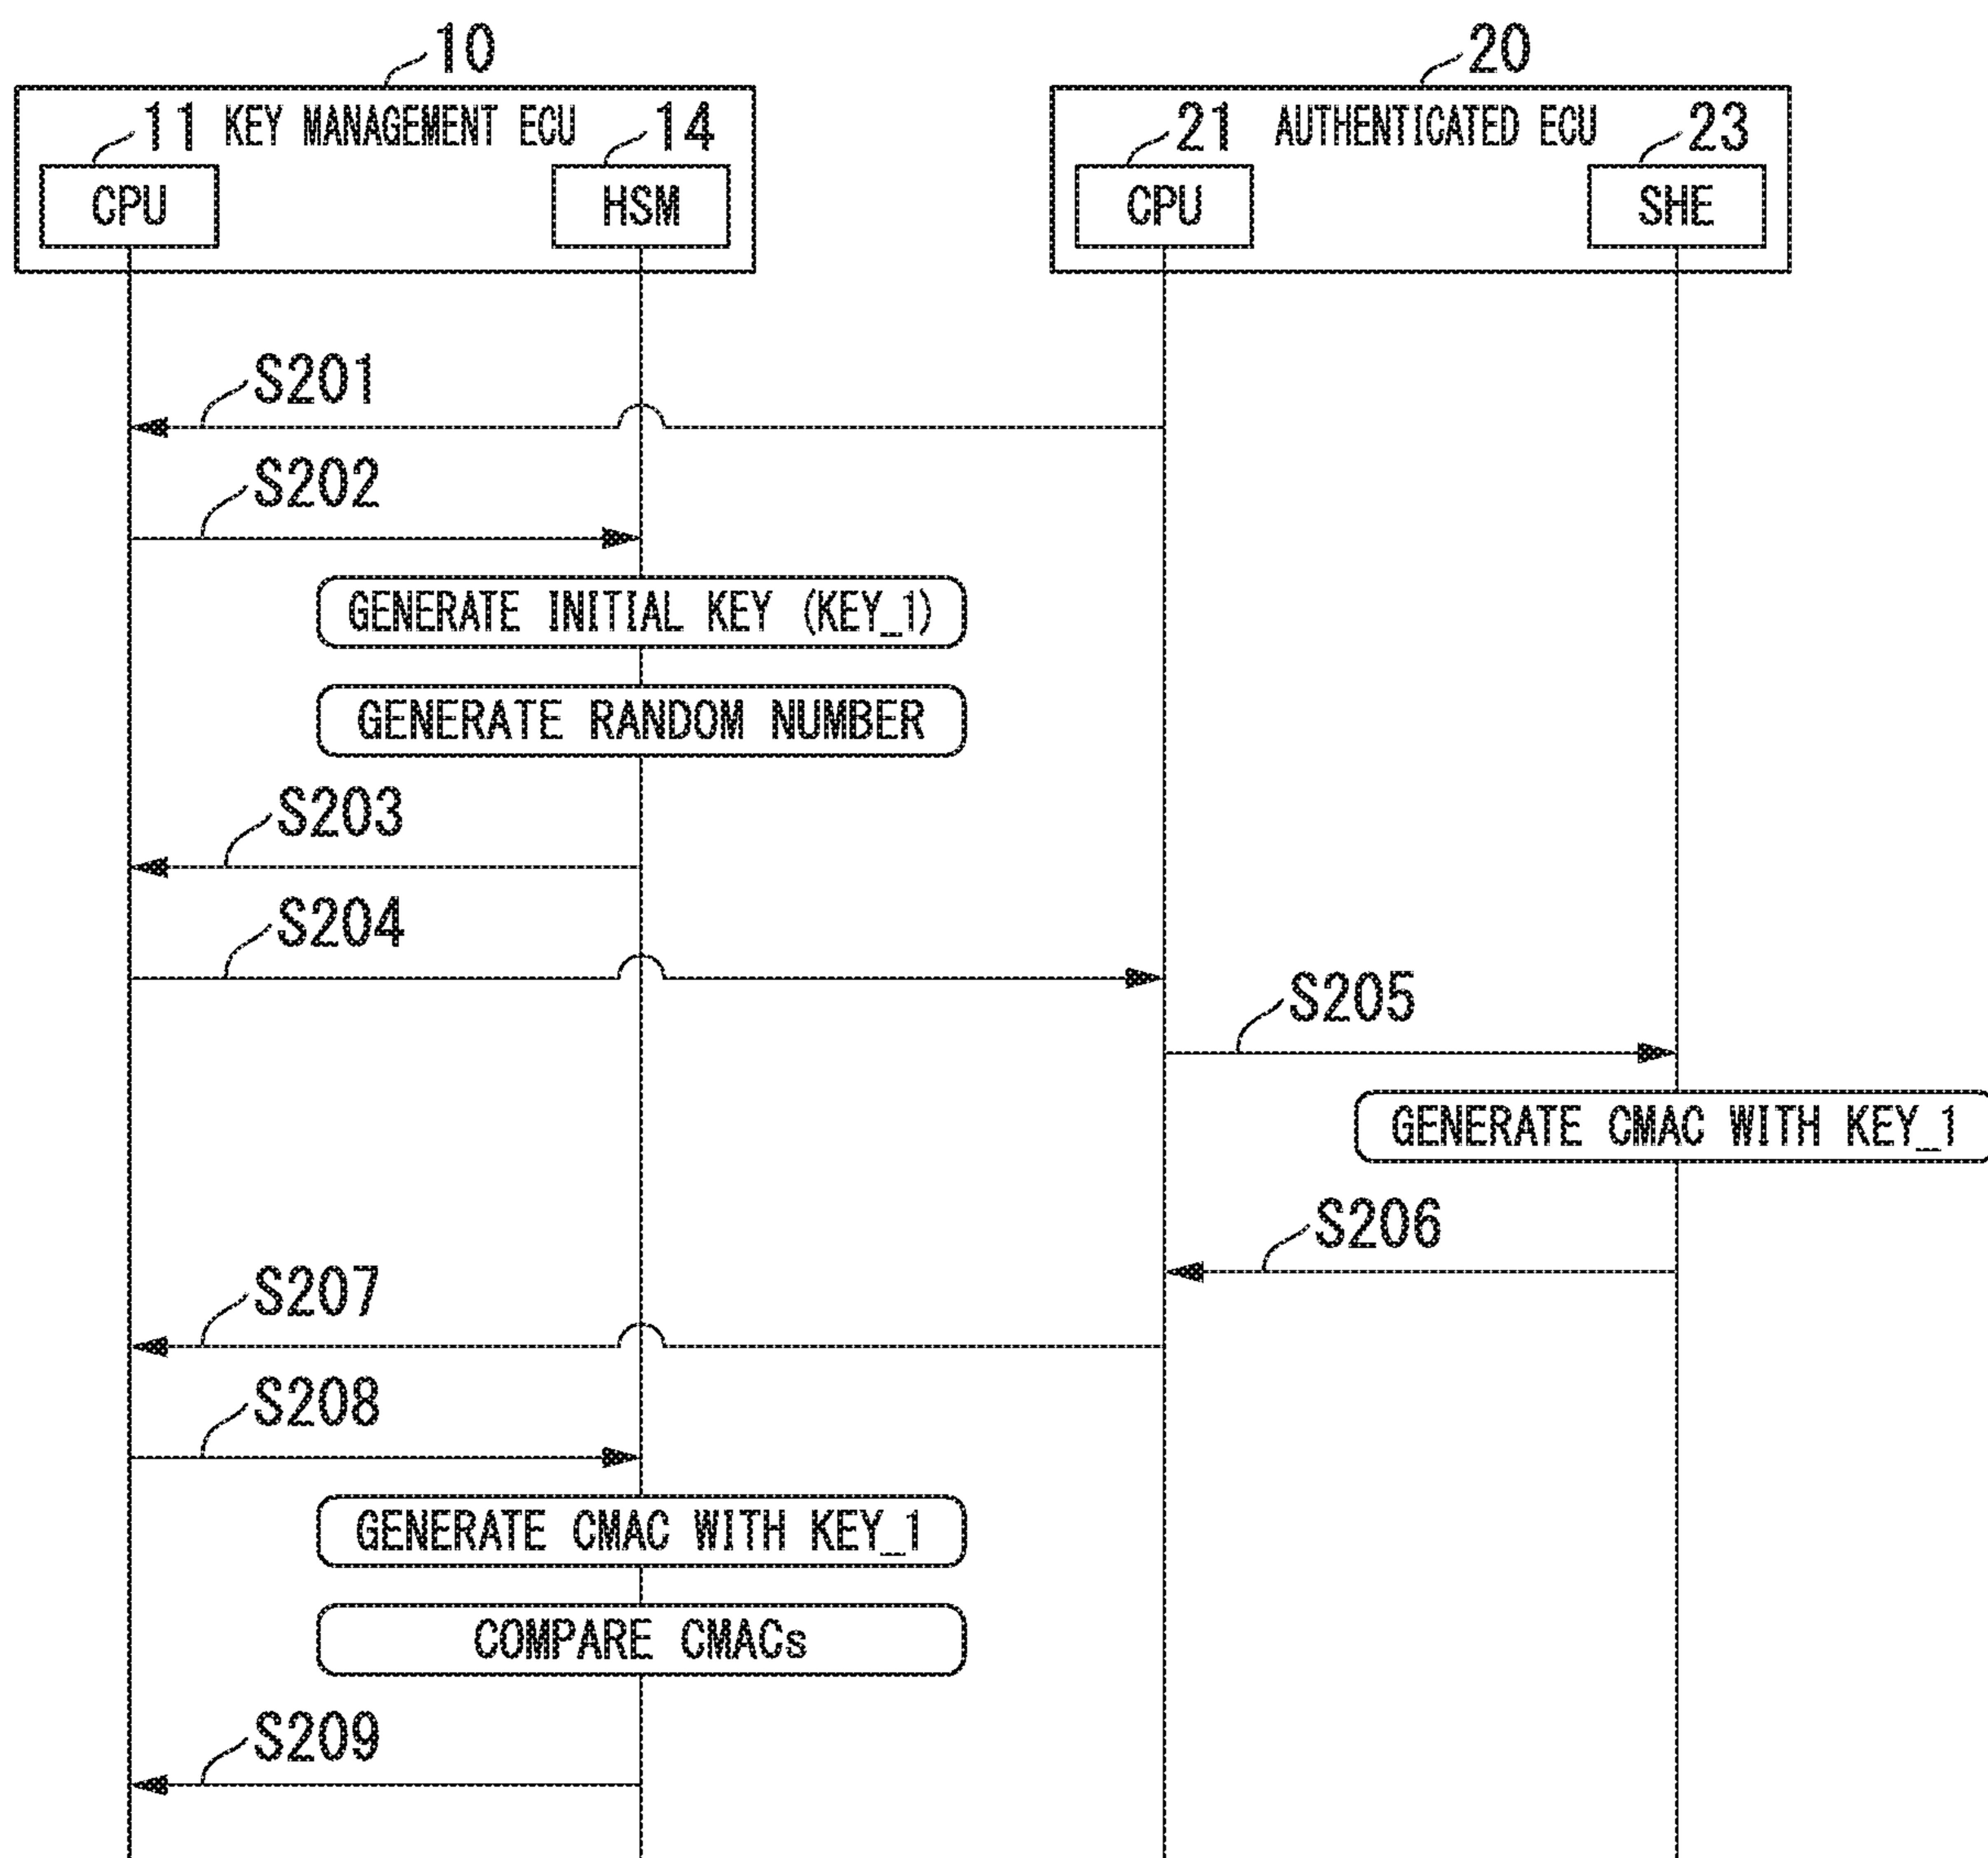 10
20
11 KEY MANAGEMENT ECU 14
21 AUTHENTICATED ECU 23
CPU
HSM
CPU
SHE
S201
S202
GENERATE INITIAL KEY (KEY_1)
GENERATE RANDOM NUMBER
S203
S204
S205
GENERATE CMAC WITH KEY_1
S206
S207
S208
GENERATE CMAC WITH KEY_1
COMPARE CMACs
S209